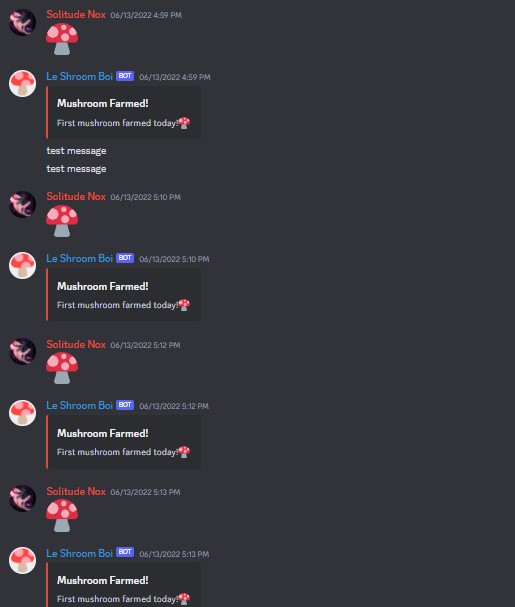 Solitude Nox 06/13/2022 4:59 PM
Le Shroom Boi BOT 06/13/2022 4:59 PM
Mushroom Farmed!
First mushroom farmed today!🍄
test message
test message
Solitude Nox 06/13/2022 5:10 PM
Le Shroom Boi BOT 06/13/2022 5:10 PM
Mushroom Farmed!
First mushroom farmed today!🍄
Solitude Nox 06/13/2022 5:12 PM
Le Shroom Boi BOT 06/13/2022 5:12 PM
Mushroom Farmed!
First mushroom farmed today!🍄
Solitude Nox 06/13/2022 5:13 PM
Le Shroom Boi BOT 06/13/2022 5:13 PM
Mushroom Farmed!
First mushroom farmed today!🍄